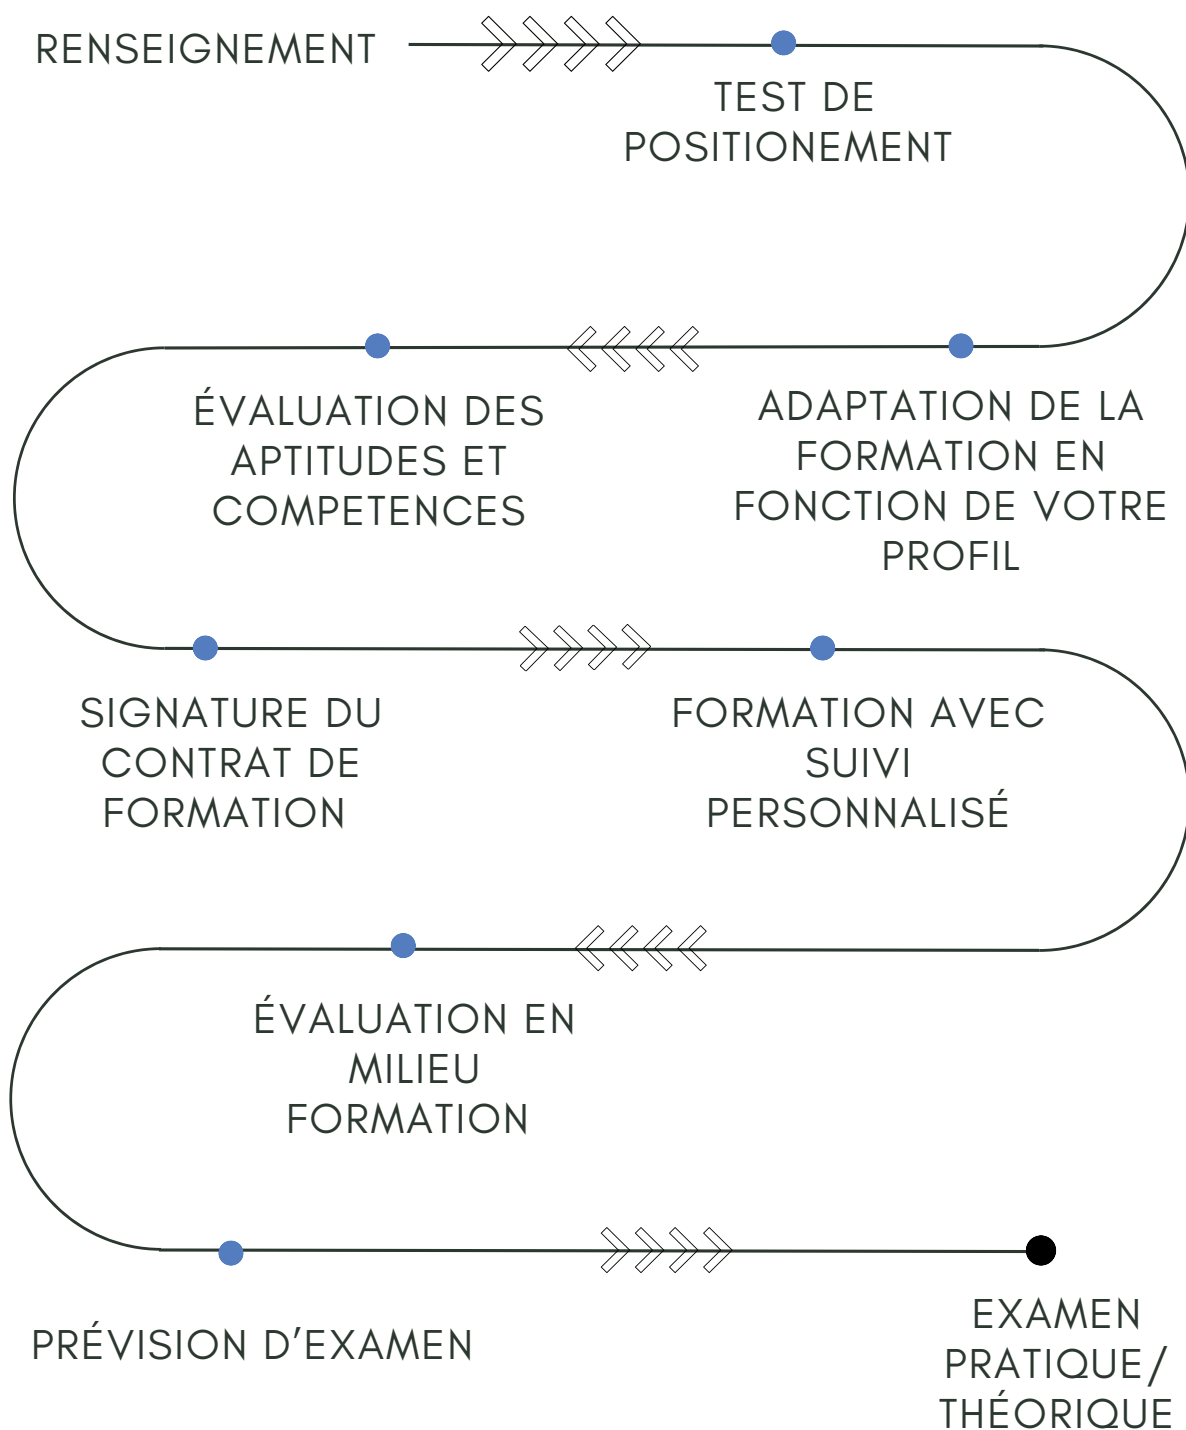 RENSEIGNEMENT
TEST DE
POSITIONEMENT
ADAPTATION DE LA
FORMATION EN
FONCTION DE VOTRE
PROFIL
ÉVALUATION DES
APTITUDES ET
COMPETENCES
SIGNATURE DU
CONTRAT DE
FORMATION
FORMATION AVEC
SUIVI
PERSONNALISÉ
ÉVALUATION EN
MILIEU
FORMATION
PRÉVISION D'EXAMEN
EXAMEN
PRATIQUE/
THÉORIQUE